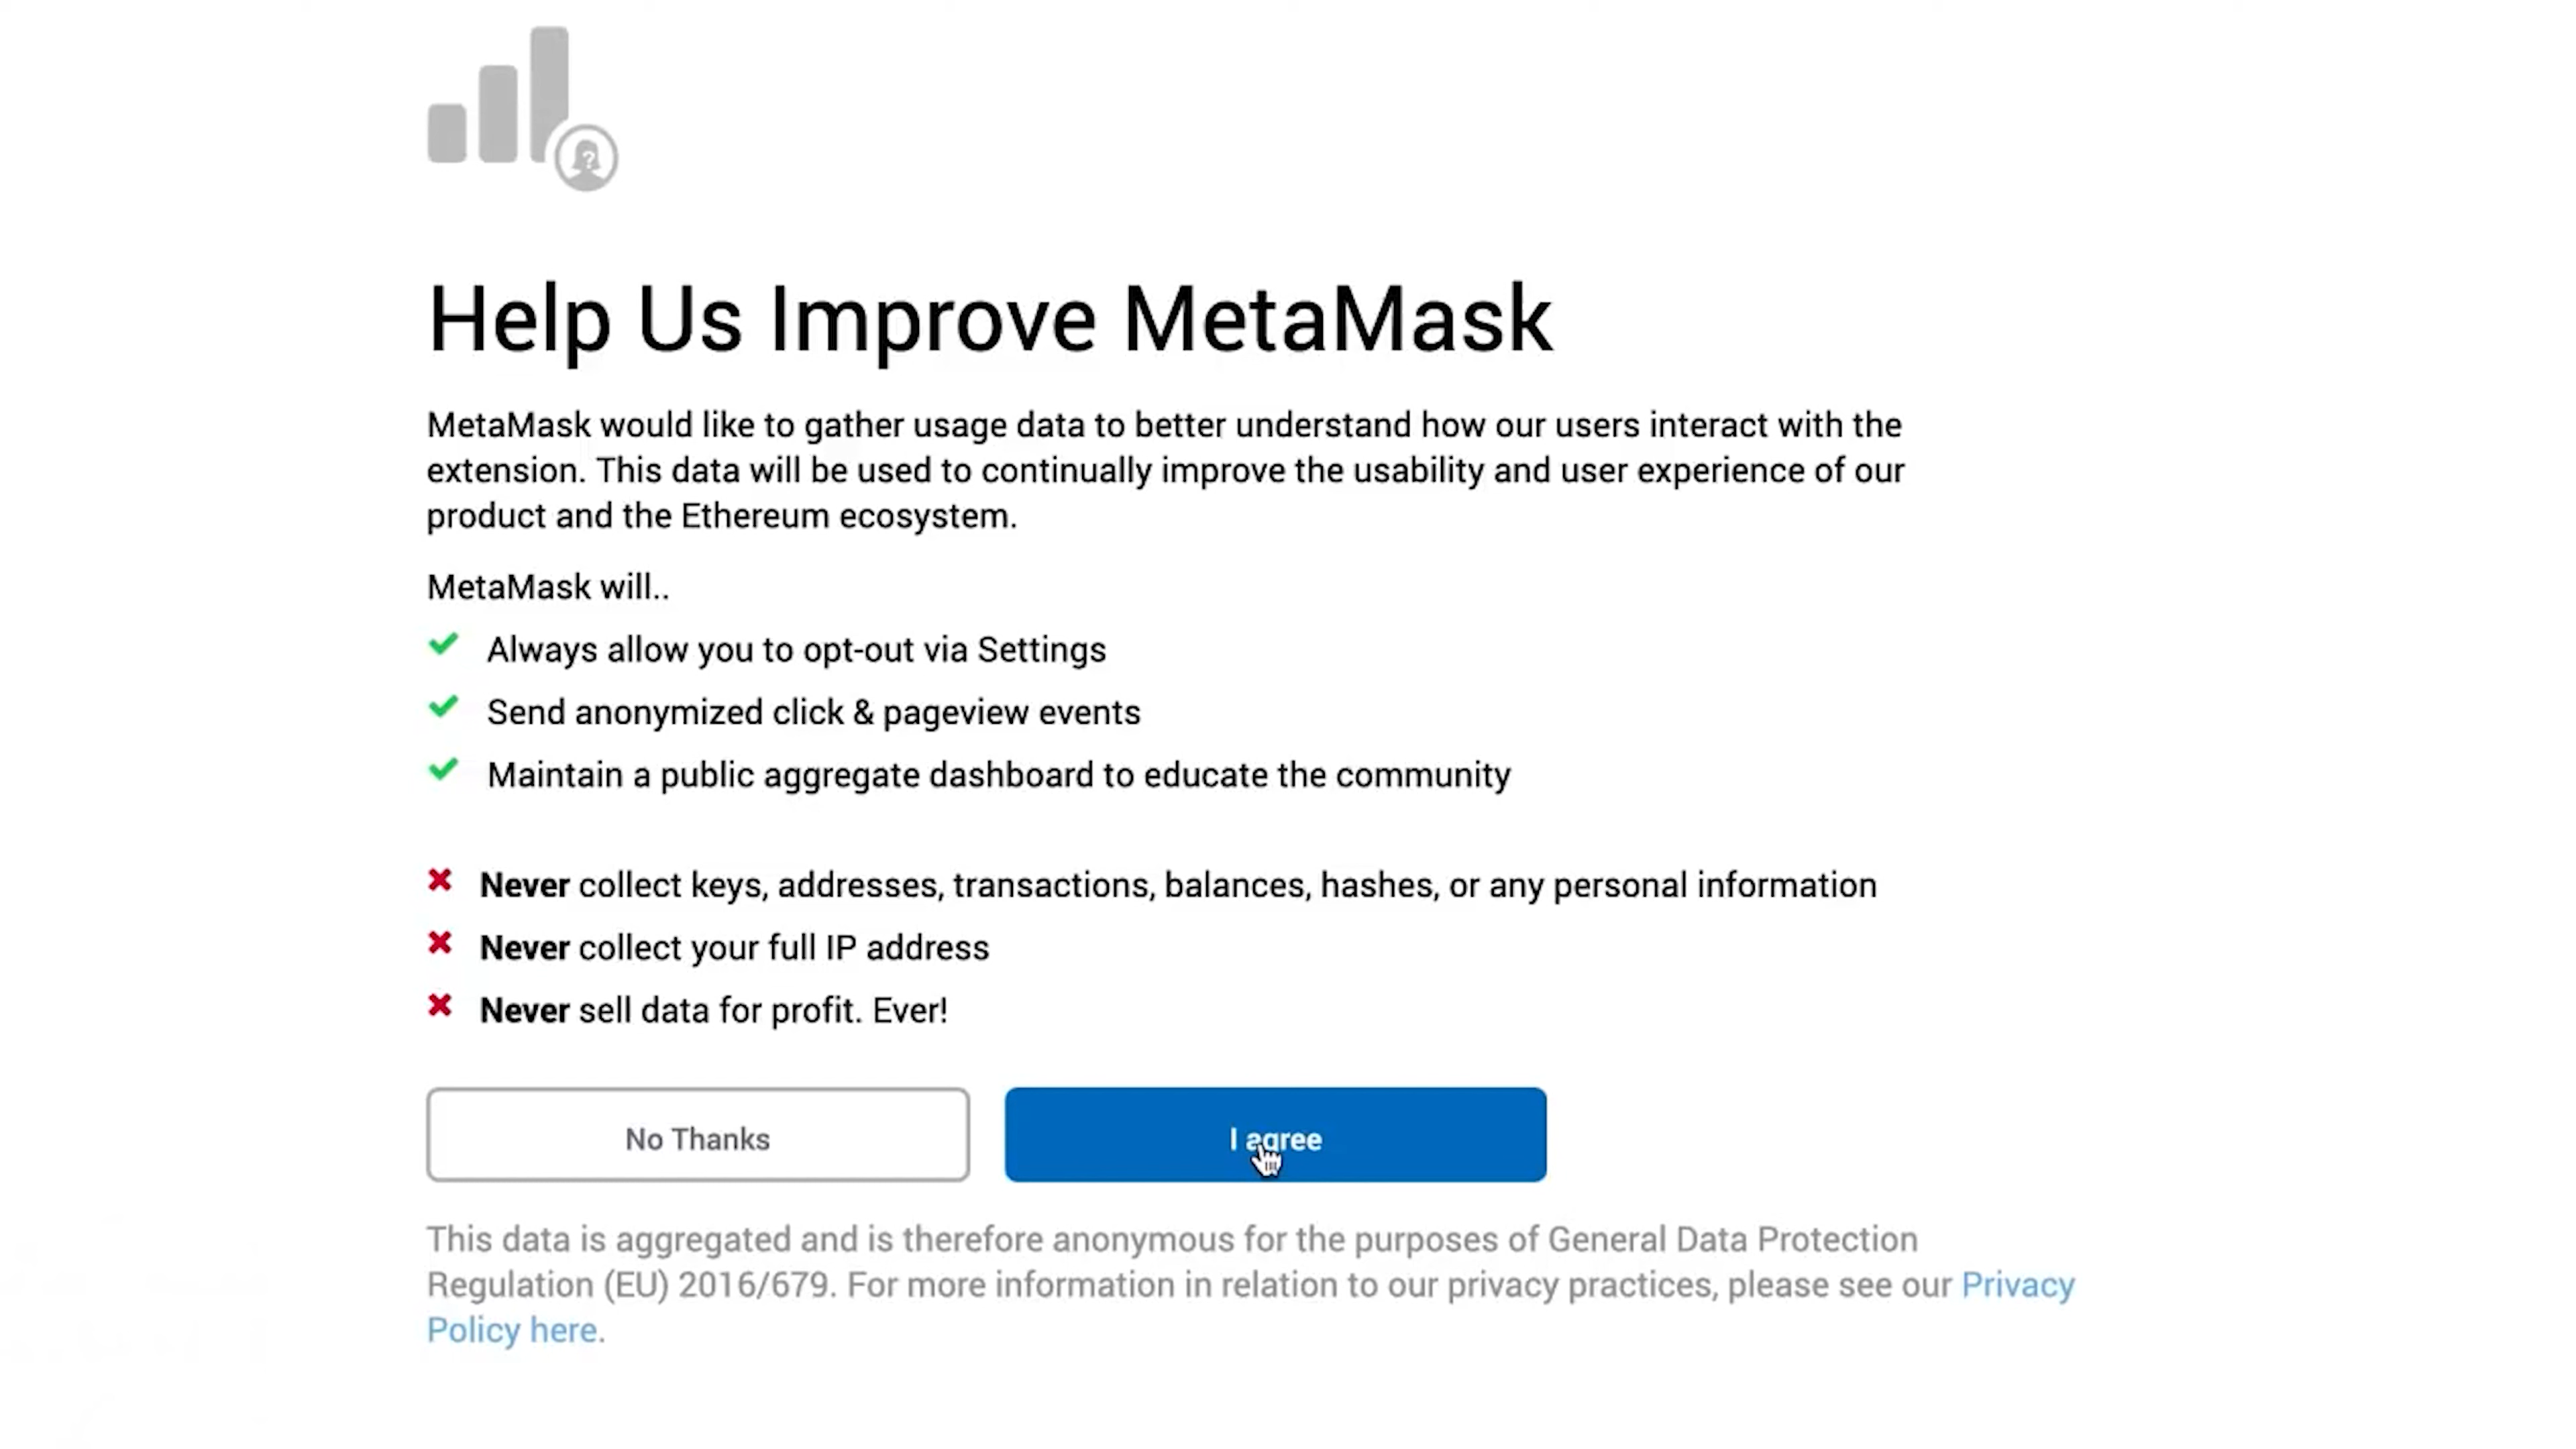 Help Us Improve MetaMask
MetaMask would like to gather usage data to better understand how our users interact with the
extension. This data will be used to continually improve the usability and user experience of our
product and the Ethereum ecosystem.
MetaMask will..
Always allow you to opt-out via Settings
Send anonymized click & pageview events
Maintain a public aggregate dashboard to educate the community
Never collect keys, addresses, transactions, balances, hashes, or any personal information
Never collect your full IP address
Never sell data for profit. Ever!
No Thanks
I agree
This data is aggregated and is therefore anonymous for the purposes of General Data Protection
Regulation (EU) 2016/679. For more information in relation to our privacy practices, please see our Privacy
Policy here.